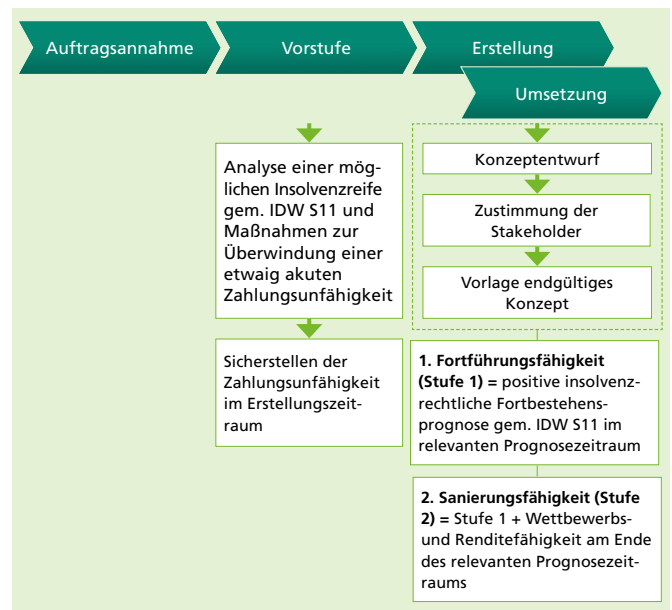 Auftragsannahme
Vorstufe
Erstellung
Umsetzung
Analyse einer mög-
lichen Insolvenzreife
gem. IDW S11 und
Maßnahmen zur
Überwindung einer
etwaig akuten
Zahlungsunfähigkeit
Sicherstellen der
Zahlungsunfähigkeit
im Erstellungszeit-
raum
Konzeptentwurf
Zustimmung der
Stakeholder
Vorlage endgültiges
Konzept
1. Fortführungsfähigkeit
(Stufe 1) = positive insolvenz-
rechtliche Fortbestehens-
prognose gem. IDW S11 im
relevanten Prognosezeitraum
2. Sanierungsfähigkeit (Stufe
2) = Stufe 1 + Wettbewerbs-
und Renditefähigkeit am Ende
des relevanten Prognosezeit-
raums